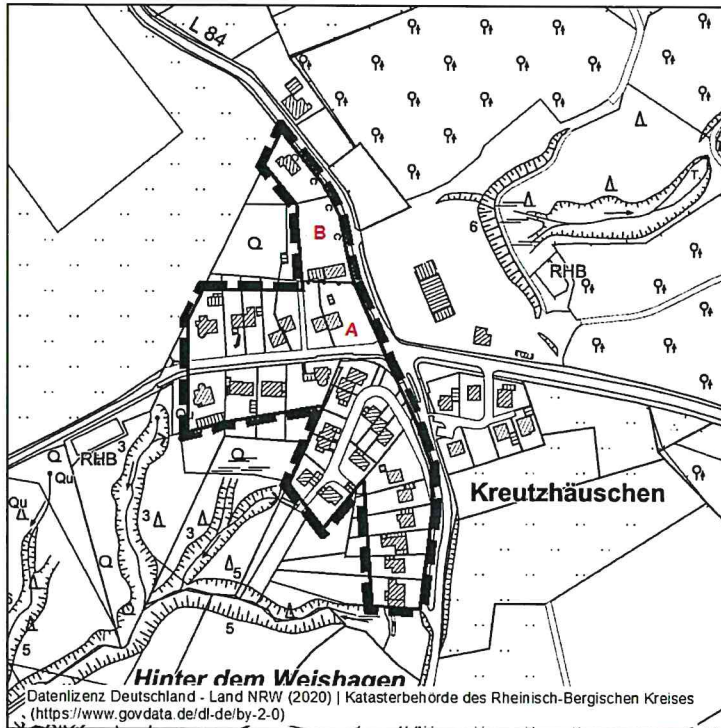 L 84
B
6
T
RHB
A
RHB
3
Qu
Qu
3
3
5
5
5
Kreutzhäuschen
Hinter dem Weishagen
Datenlizenz Deutschland - Land NRW (2020) | Katasterbehörde des Rheinisch-Bergischen Kreises
(https://www.govdata.de/dl-de/by-2-0)